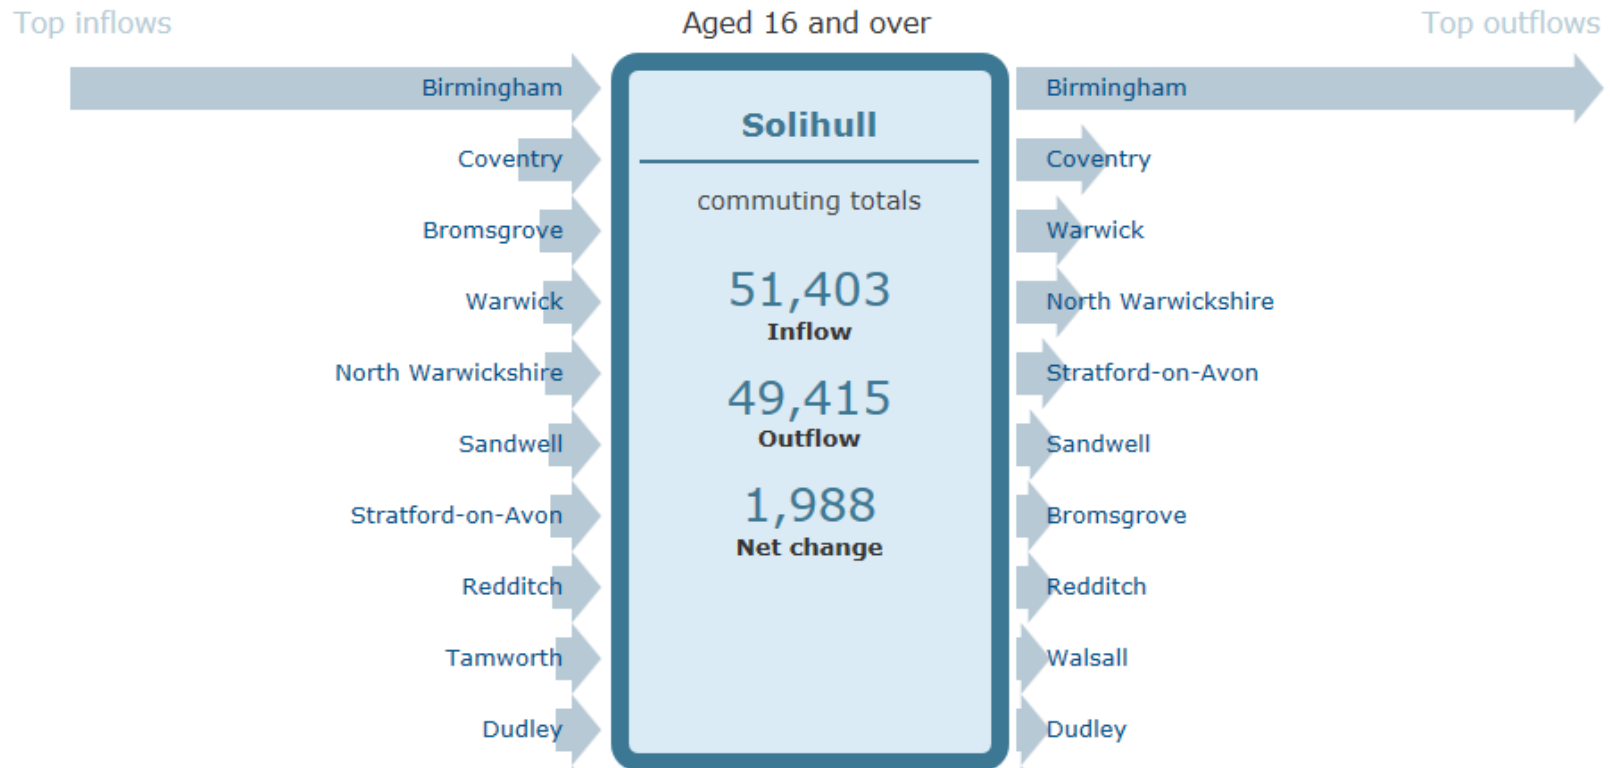 Top inflows
Aged 16 and over
Top outflows
Birmingham
Coventry
Bromsgrove
Warwick
North Warwickshire
Sandwell
Stratford-on-Avon
Redditch
Tamworth
Dudley
Solihull
commuting totals
51,403
Inflow
49,415
Outflow
1,988
Net change
Birmingham
Coventry
Warwick
North Warwickshire
Stratford-on-Avon
Sandwell
Bromsgrove
Redditch
Walsall
Dudley